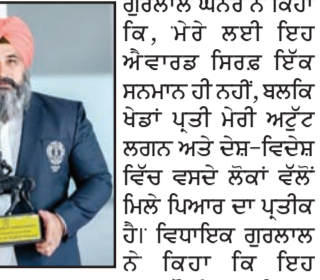 ਗੁਰਲਾਲ ਘਨੌਰ ਨੇ ਕਿਹਾ
ਕਿ, 'ਮੇਰੇ ਲਈ ਇਹ
ਐਵਾਰਡ ਸਿਰਫ਼ ਇੱਕ
ਸਨਮਾਨ ਹੀ ਨਹੀਂ, ਬਲਕਿ
ਖੇਡਾਂ ਪ੍ਰਤੀ ਮੇਰੀ ਅਟੁੱਟ
ਲਗਨ ਅਤੇ ਦੇਸ਼-ਵਿਦੇਸ਼
ਵਿੱਚ ਵਸਦੇ ਲੋਕਾਂ ਵੱਲੋਂ
ਮਿਲੇ ਪਿਆਰ ਦਾ ਪ੍ਰਤੀਕ
ਹੈ।' ਵਿਧਾਇਕ ਗੁਰਲਾਲ
ਨੇ ਕਿਹਾ ਕਿ ਇਹ